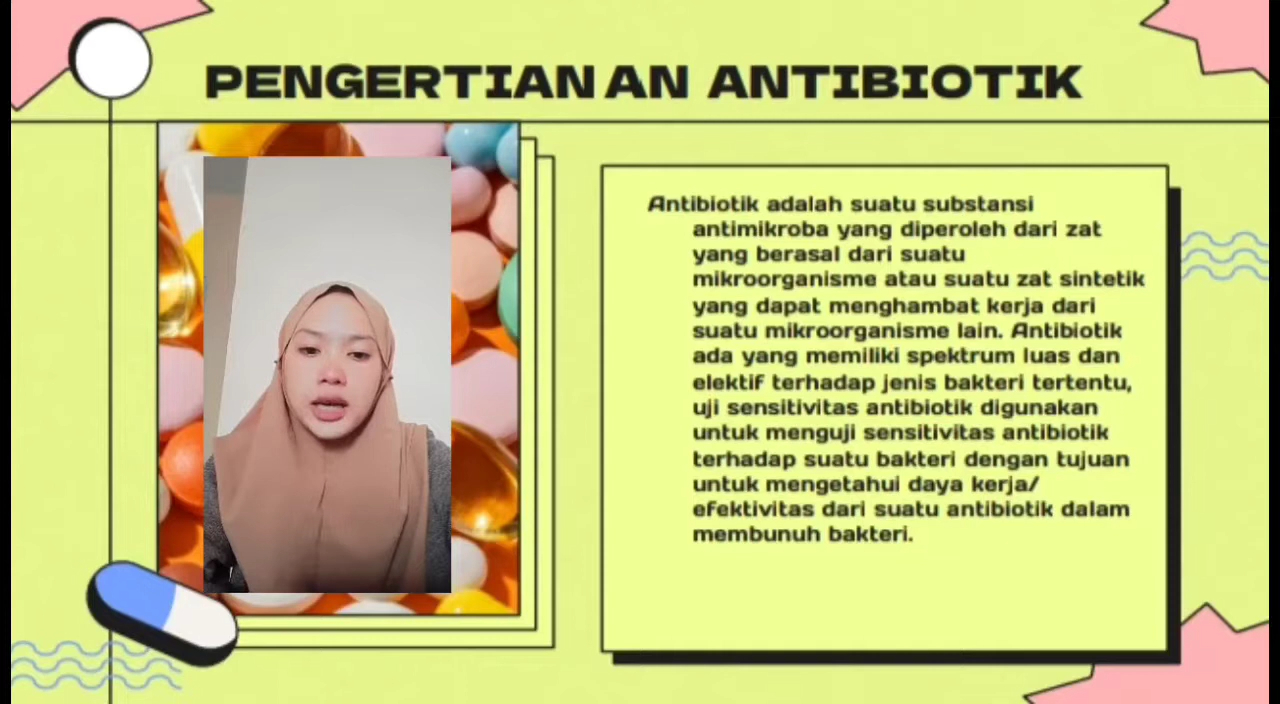 PENGERTIAN AN ANTIBIOTIK
Antibiotik adalah suatu substansi
antimikroba yang diperoleh dari zat
yang berasal dari suatu
mikroorganisme atau suatu zat sintetik
yang dapat menghambat kerja dari
suatu mikroorganisme lain. Antibiotik
ada yang memiliki spektrum luas dan
elektif terhadap jenis bakteri tertentu,
uji sensitivitas antibiotik digunakan
untuk menguji sensitivitas antibiotik
terhadap suatu bakteri dengan tujuan
untuk mengetahui daya kerja/
efektivitas dari suatu antibiotik dalam
membunuh bakteri.